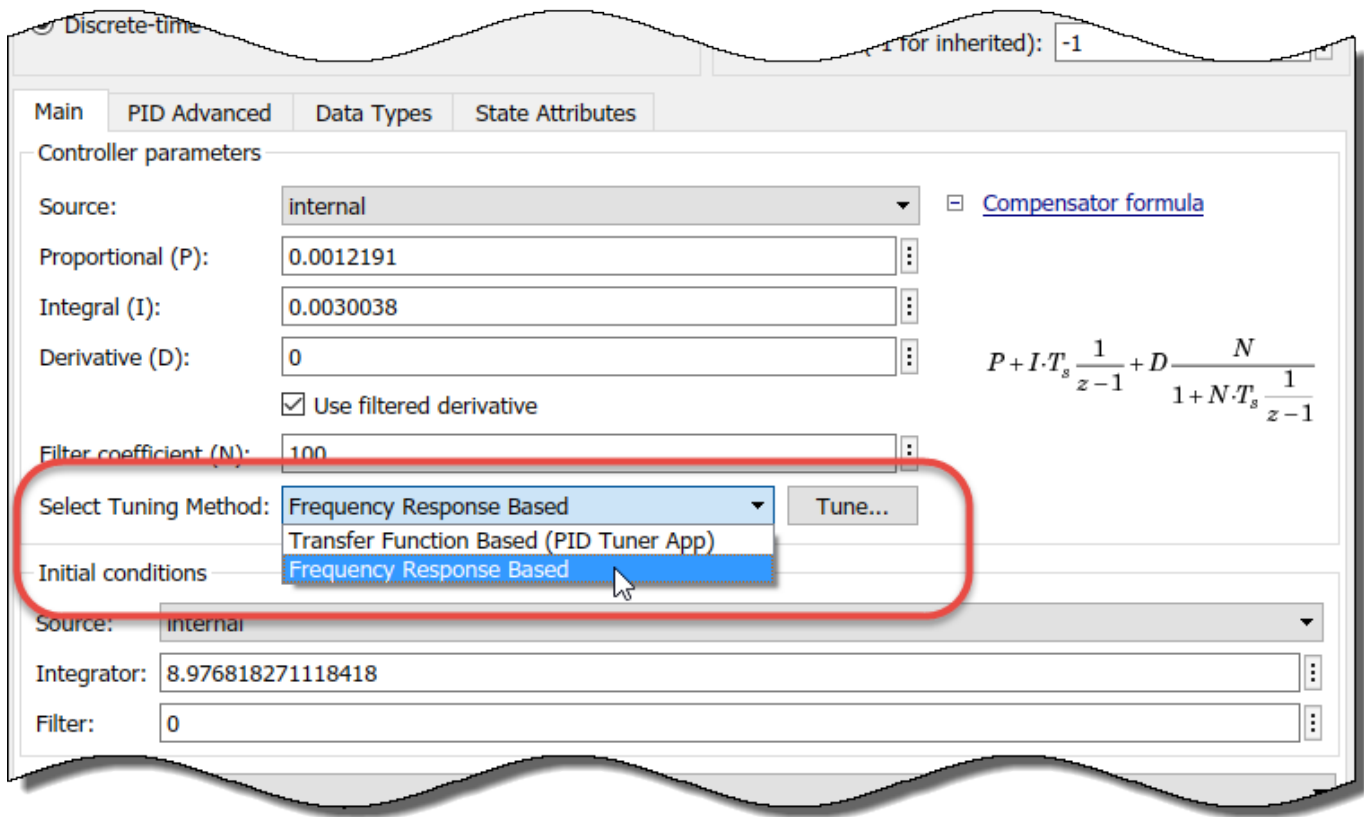 Discrete-time
(-1 for inherited): -1
Main PID Advanced Data Types State Attributes
Controller parameters
Source: internal
Compensator formula
Proportional (P): 0.0012191
Integral (I): 0.0030038
Derivative (D): 0
P + I·T_s 1/(z−1) + D N/(1 + N·T_s 1/(z−1))
Use filtered derivative
Filter coefficient (N): 100
Select Tuning Method: Frequency Response Based Tune...
Transfer Function Based (PID Tuner App)
Frequency Response Based
Initial conditions
Source: internal
Integrator: 8.976818271118418
Filter: 0